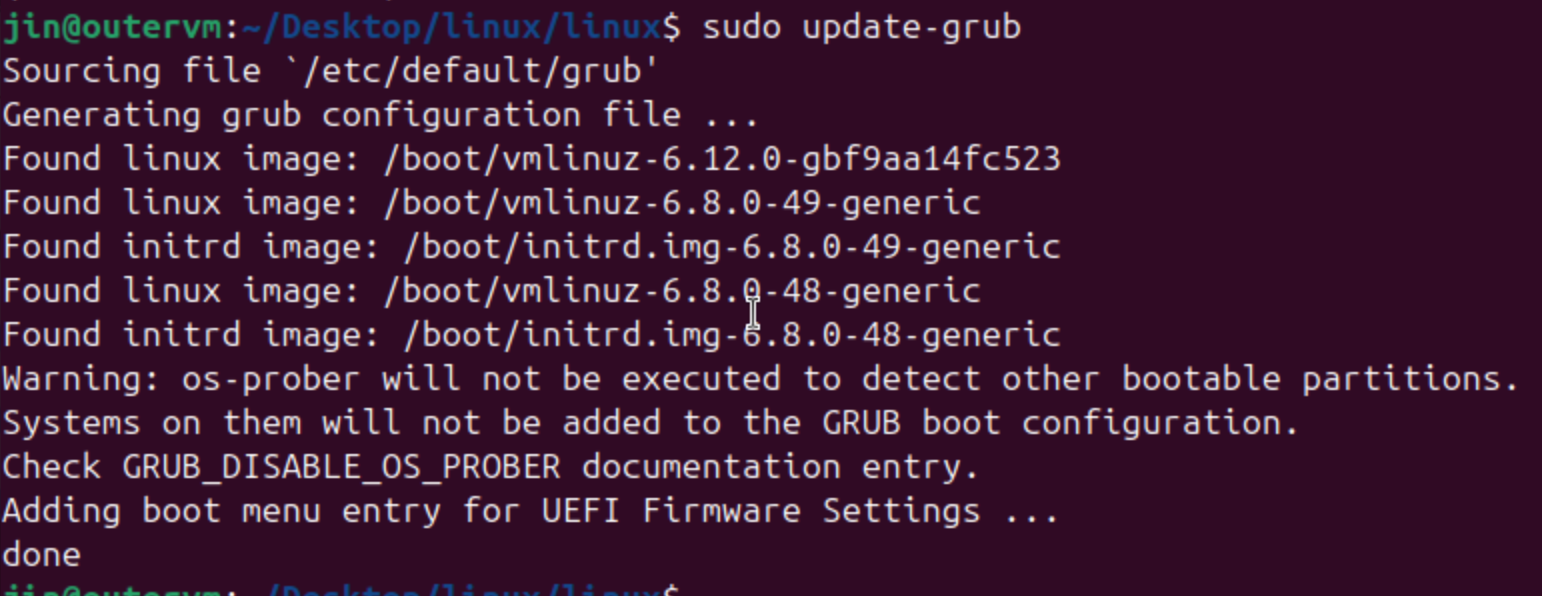 jin@outervm:~/Desktop/linux/linux$ sudo update-grub
Sourcing file `/etc/default/grub'
Generating grub configuration file ...
Found linux image: /boot/vmlinuz-6.12.0-gbf9aa14fc523
Found linux image: /boot/vmlinuz-6.8.0-49-generic
Found initrd image: /boot/initrd.img-6.8.0-49-generic
Found linux image: /boot/vmlinuz-6.8.0-48-generic
Found initrd image: /boot/initrd.img-6.8.0-48-generic
Warning: os-prober will not be executed to detect other bootable partitions.
Systems on them will not be added to the GRUB boot configuration.
Check GRUB_DISABLE_OS_PROBER documentation entry.
Adding boot menu entry for UEFI Firmware Settings ...
done
jin@outervm:~/Desktop/linux/linux$